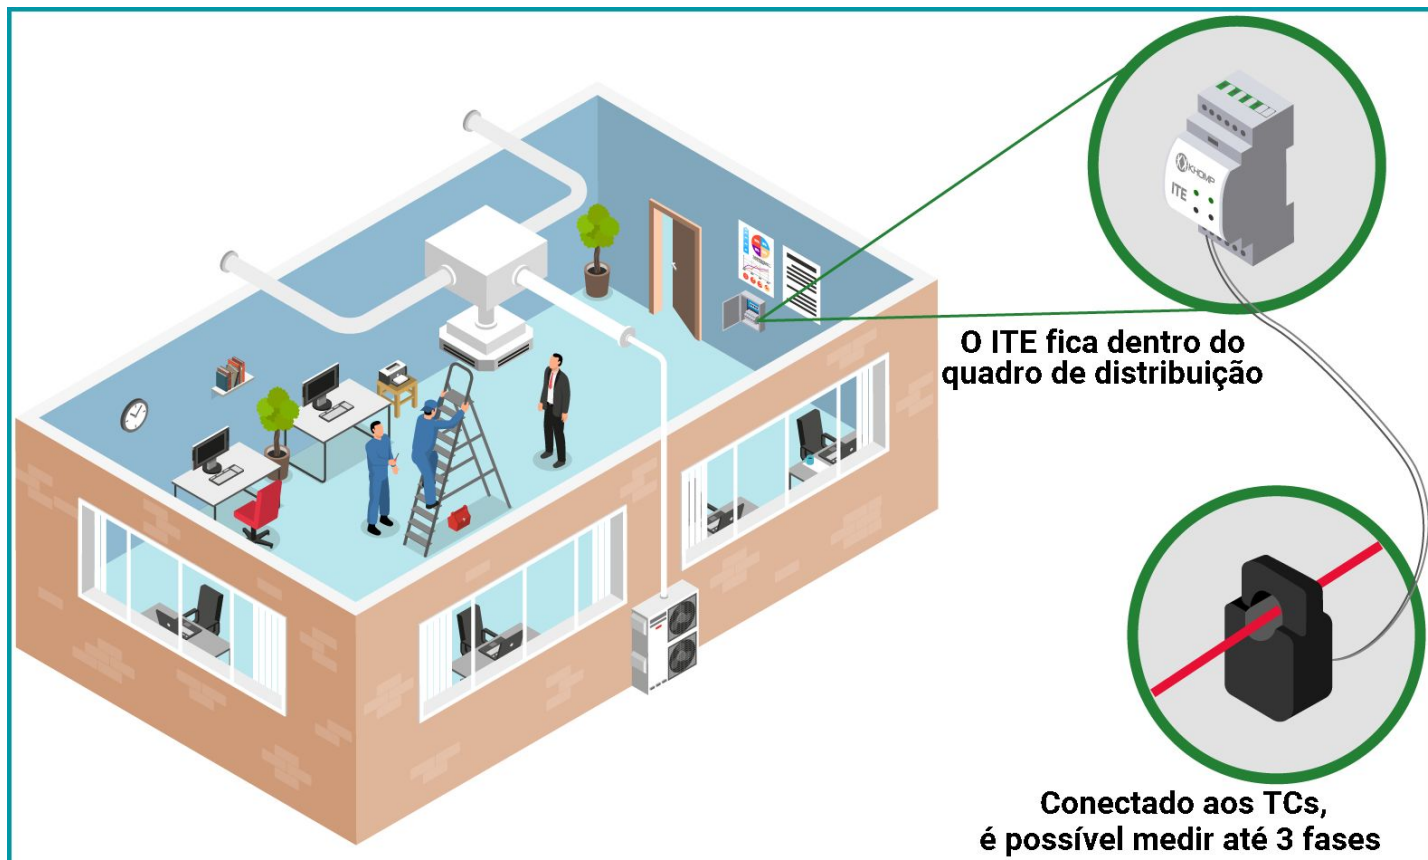 KHOMP
ITE
O ITE fica dentro do
quadro de distribuição
Conectado aos TCs,
é possível medir até 3 fases